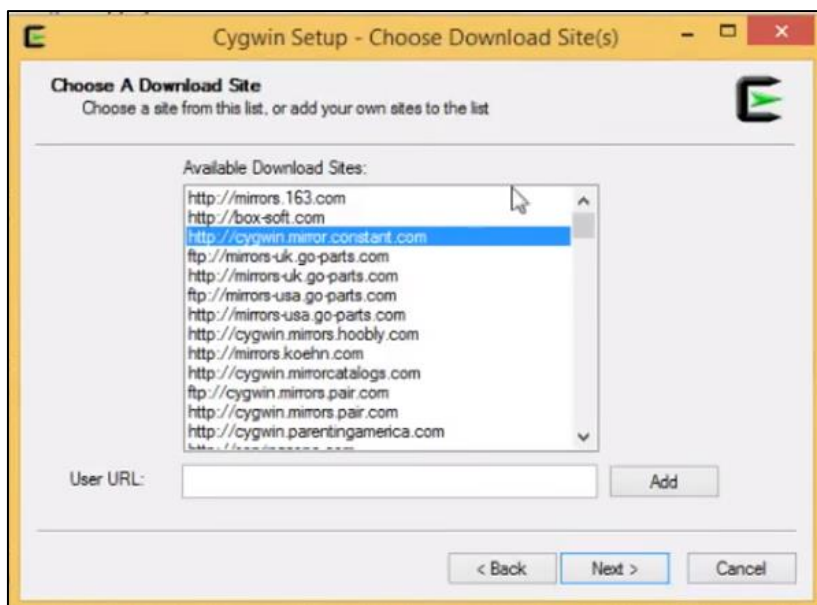 Cygwin Setup - Choose Download Site(s)
Choose A Download Site
Choose a site from this list, or add your own sites to the list
Available Download Sites:
http://mirrors.163.com
http://box-soft.com
http://cygwin.mirror.constant.com
ftp://mirrors-uk.go-parts.com
http://mirrors-uk.go-parts.com
ftp://mirrors-usa.go-parts.com
http://mirrors-usa.go-parts.com
http://cygwin.mirrors.hoobly.com
http://mirrors.koehn.com
http://cygwin.mirrorcatalogs.com
ftp://cygwin.mirrors.pair.com
http://cygwin.mirrors.pair.com
http://cygwin.parentingamerica.com
User URL:
Add
< Back Next > Cancel